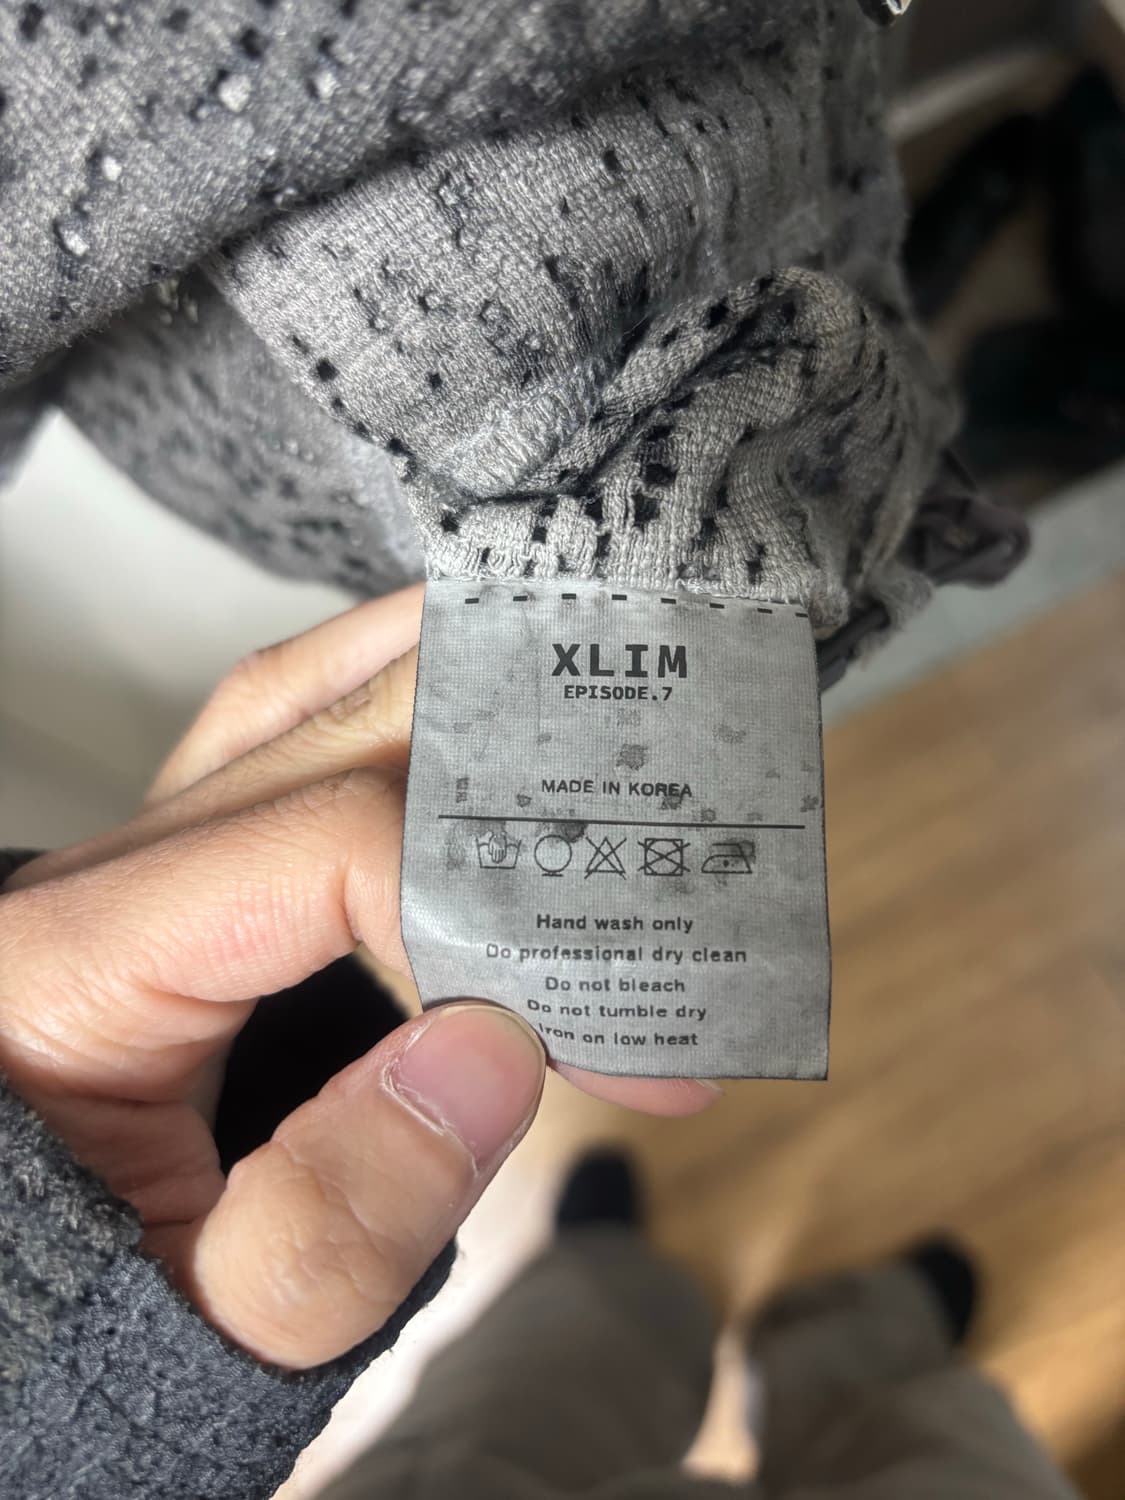 XLIM
EPISODE.7
MADE IN KOREA
Hand wash only
Do professional dry clean
Do not bleach
Do not tumble dry
Iron on low heat